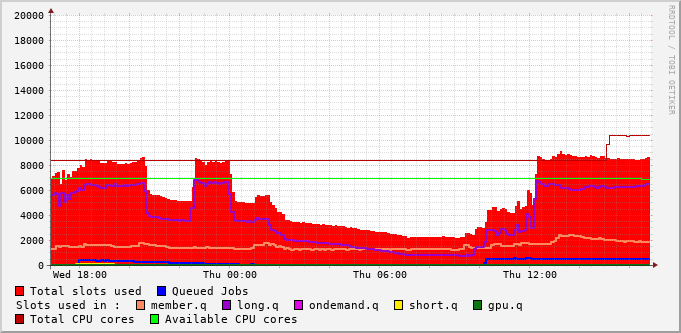 RRDTOOL / TOBI OETIKER
20000
18000
16000
14000
12000
10000
8000
6000
4000
2000
0
Wed 18:00 Thu 00:00 Thu 06:00 Thu 12:00
Total slots used Queued Jobs
Slots used in : member.q long.q ondemand.q short.q gpu.q
Total CPU cores Available CPU cores